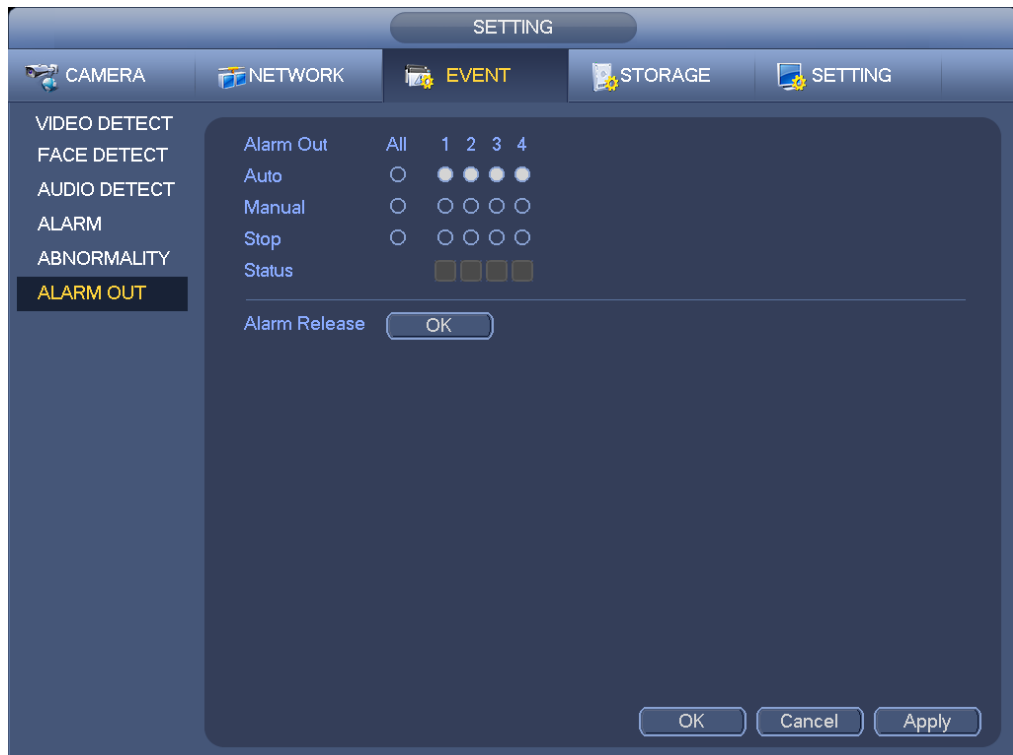 SETTING
CAMERA NETWORK EVENT STORAGE SETTING
VIDEO DETECT
FACE DETECT
AUDIO DETECT
ALARM
ABNORMALITY
ALARM OUT
Alarm Out All 1 2 3 4
Auto
Manual
Stop
Status
Alarm Release OK
OK Cancel Apply